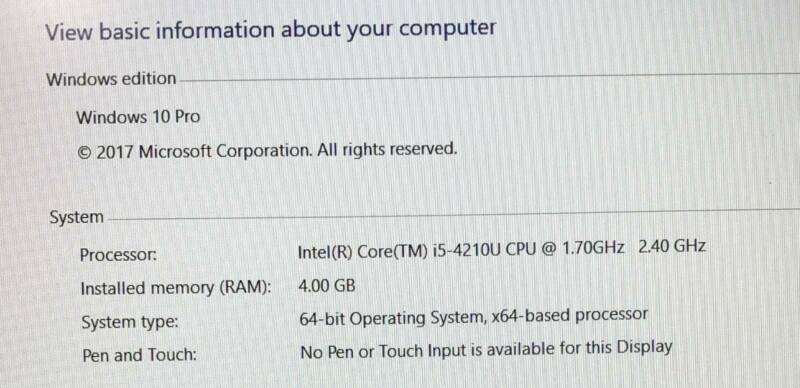 View basic information about your computer
Windows edition
Windows 10 Pro
© 2017 Microsoft Corporation. All rights reserved.
System
Processor: Intel(R) Core(TM) i5-4210U CPU @ 1.70GHz 2.40 GHz
Installed memory (RAM): 4.00 GB
System type: 64-bit Operating System, x64-based processor
Pen and Touch: No Pen or Touch Input is available for this Display